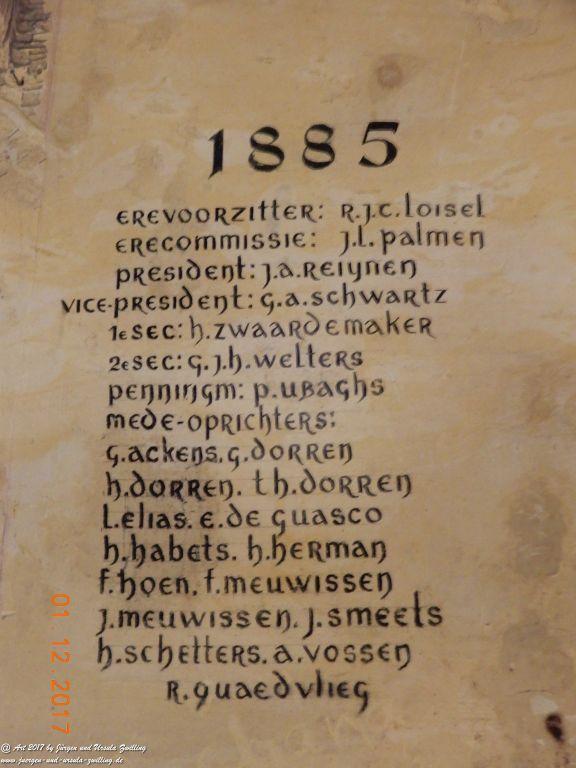 1885
EREVOORZITTER: R.J.C. LOISEL
ERECOMMISSIE: J.L. PALMEN
PRESIDENT: J.A. REIJNEN
VICE-PRESIDENT: G.A. SCHWARTZ
1E SEC: H. ZWAARDEMAKER
2E SEC: G.J.H. WELTERS
PENNINGM: P. UBAGHS
MEDE-OPRICHTERS:
G. ACKENS. G. DORREN
H. DORREN. TH. DORREN
L. ELIAS. E. DE GUASCO
H. HABETS. H. HERMAN
F. HOEN. F. MEUWISSEN
J. MEUWISSEN. J. SMEETS
H. SCHETTERS. A. VOSSEN
R. QUAEDVLIEG
01 12.2017
@ Art 2017 by Jürgen und Ursula Zwilling
www.juergen-und-ursula-zwilling.de